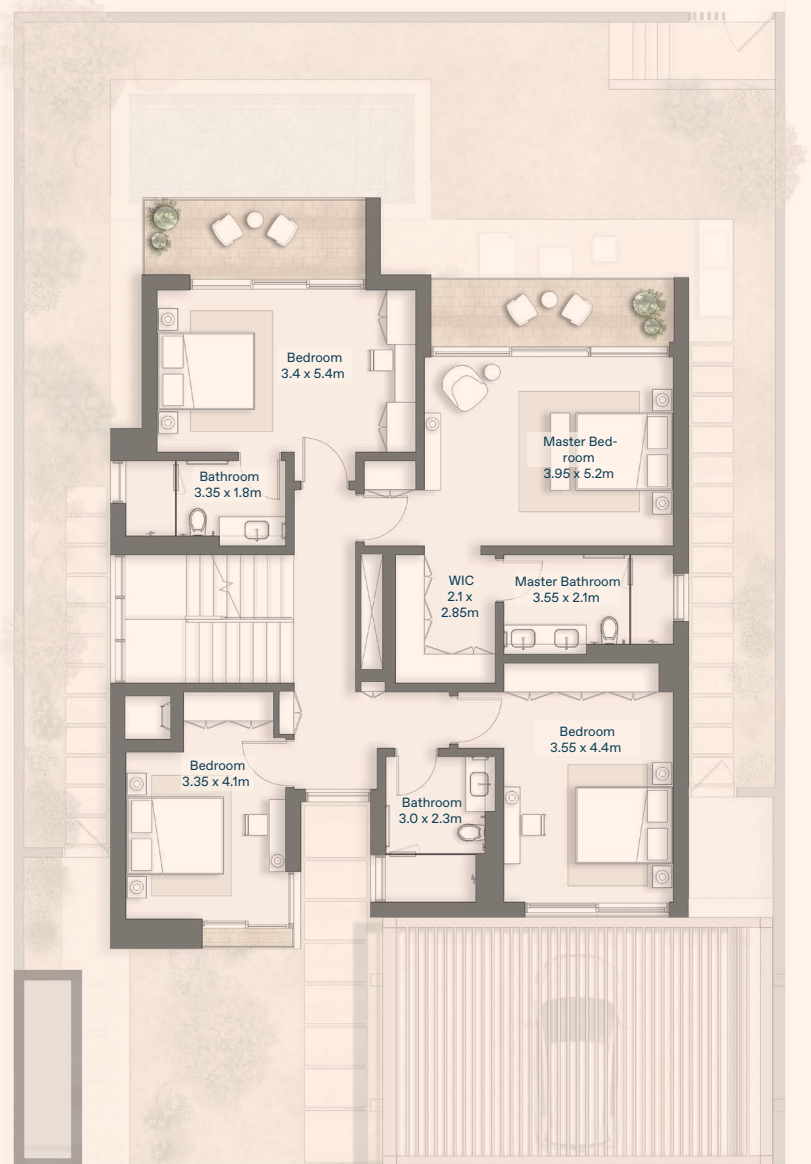 Bedroom
3.4 x 5.4m
Master Bed-
room
3.95 x 5.2m
Bathroom
3.35 x 1.8m
WIC
2.1 x
2.85m
Master Bathroom
3.55 x 2.1m
Bedroom
3.55 x 4.4m
Bedroom
3.35 x 4.1m
Bathroom
3.0 x 2.3m